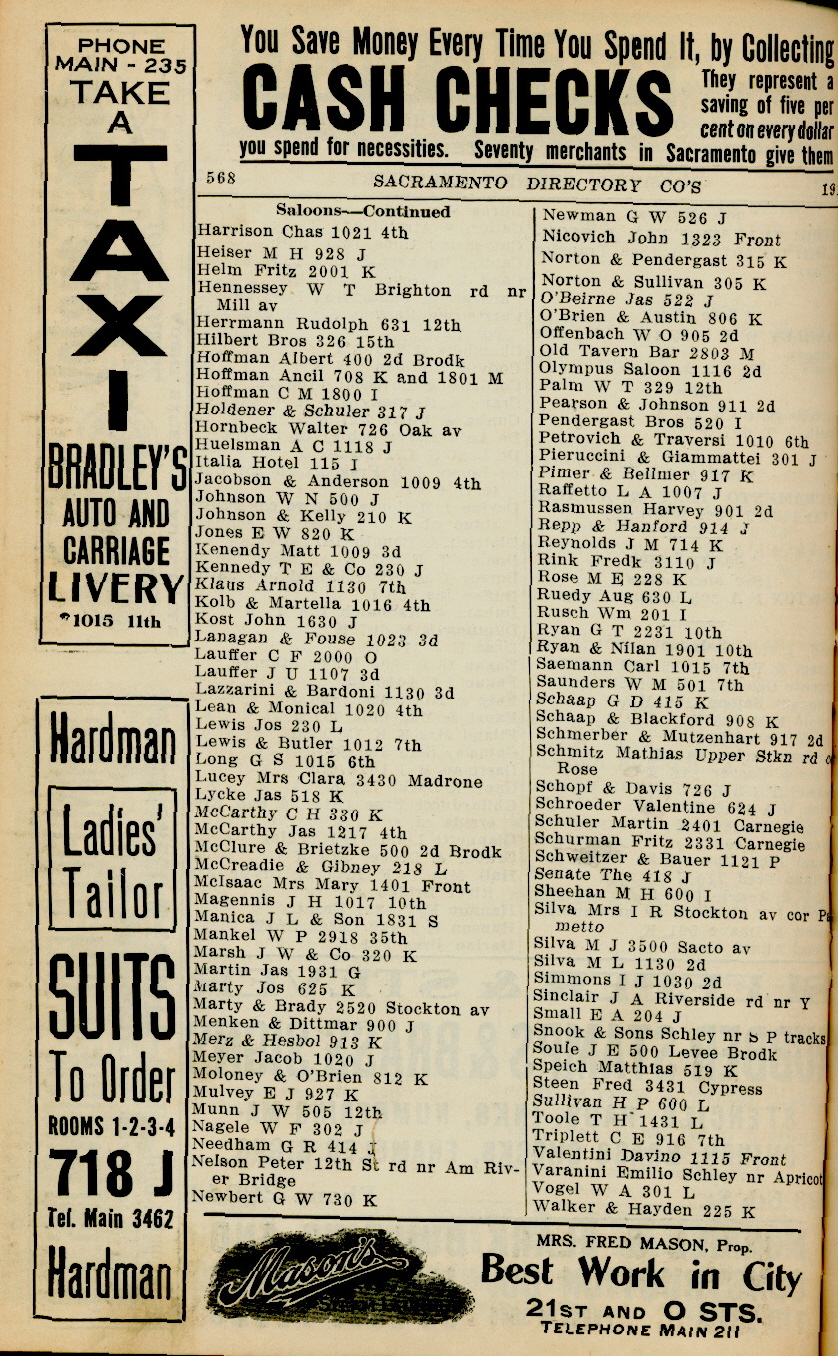 PHONE
MAIN - 235
TAKE
A
TAXI
BRADLEY'S
AUTO AND
CARRIAGE
LIVERY
1015 11th
Hardman
Ladies'
Tailor
SUITS
To Order
ROOMS 1-2-3-4
718 J
Tel. Main 3462
Hardman
You Save Money Every Time You Spend It, by Collecting
CASH CHECKS
They represent a
saving of five per
cent on every dollar
you spend for necessities. Seventy merchants in Sacramento give them
568 SACRAMENTO DIRECTORY CO'S 19
Saloons—Continued
Harrison Chas 1021 4th
Heiser M H 928 J
Helm Fritz 2001 K
Hennessey W T Brighton rd nr
Mill av
Herrmann Rudolph 631 12th
Hilbert Bros 326 15th
Hoffman Albert 400 2d Brodk
Hoffman Ancil 708 K and 1801 M
Hoffman C M 1800 I
Holdener & Schuler 317 J
Hornbeck Walter 726 Oak av
Huelsman A C 1118 J
Italia Hotel 115 I
Jacobson & Anderson 1009 4th
Johnson W N 500 J
Johnson & Kelly 210 K
Jones E W 820 K
Kenendy Matt 1009 3d
Kennedy T E & Co 230 J
Klaus Arnold 1130 7th
Kolb & Martella 1016 4th
Kost John 1630 J
Lanagan & Fouse 1023 3d
Lauffer C F 2000 O
Lauffer J U 1107 3d
Lazzarini & Bardoni 1130 3d
Lean & Monical 1020 4th
Lewis Jos 230 L
Lewis & Butler 1012 7th
Long G S 1015 6th
Lucey Mrs Clara 3430 Madrone
Lycke Jas 518 K
McCarthy C H 330 K
McCarthy Jas 1217 4th
McClure & Brietzke 500 2d Brodk
McCreadie & Gibney 218 L
McIsaac Mrs Mary 1401 Front
Magennis J H 1017 10th
Manica J L & Son 1831 S
Mankel W P 2918 35th
Marsh J W & Co 320 K
Martin Jas 1931 G
Marty Jos 625 K
Marty & Brady 2520 Stockton av
Menken & Dittmar 900 J
Merz & Hesbol 913 K
Meyer Jacob 1020 J
Moloney & O'Brien 812 K
Mulvey E J 927 K
Munn J W 505 12th
Nagele W F 302 J
Needham G R 414 J
Nelson Peter 12th St rd nr Am Riv-
er Bridge
Newbert G W 730 K
Newman G W 526 J
Nicovich John 1323 Front
Norton & Pendergast 315 K
Norton & Sullivan 305 K
O'Beirne Jas 522 J
O'Brien & Austin 806 K
Offenbach W O 905 2d
Old Tavern Bar 2803 M
Olympus Saloon 1116 2d
Palm W T 329 12th
Pearson & Johnson 911 2d
Pendergast Bros 520 I
Petrovich & Traversi 1010 6th
Pieruccini & Giammattei 301 J
Pimer & Bellmer 917 K
Raffetto L A 1007 J
Rasmussen Harvey 901 2d
Repp & Hanford 914 J
Reynolds J M 714 K
Rink Fredk 3110 J
Rose M E 228 K
Ruedy Aug 630 L
Rusch Wm 201 I
Ryan G T 2231 10th
Ryan & Nilan 1901 10th
Saemann Carl 1015 7th
Saunders W M 501 7th
Schaap G D 415 K
Schaap & Blackford 908 K
Schmerber & Mutzenhart 917 2d
Schmitz Mathias Upper Stkn rd
Rose
Schopf & Davis 726 J
Schroeder Valentine 624 J
Schuler Martin 2401 Carnegie
Schurman Fritz 2331 Carnegie
Schweitzer & Bauer 1121 P
Senate The 418 J
Sheehan M H 600 I
Silva Mrs I R Stockton av cor Pa
metto
Silva M J 3500 Sacto av
Silva M L 1130 2d
Simmons I J 1030 2d
Sinclair J A Riverside rd nr Y
Small E A 204 J
Snook & Sons Schley nr S P tracks
Soule J E 500 Levee Brodk
Speich Matthias 519 K
Steen Fred 3431 Cypress
Sullivan H P 600 L
Toole T H 1431 L
Triplett C E 916 7th
Valentini Davino 1115 Front
Varanini Emilio Schley nr Apricot
Vogel W A 301 L
Walker & Hayden 225 K
Mason's
MRS. FRED MASON, Prop.
Best Work in City
21ST AND O STS.
TELEPHONE MAIN 211